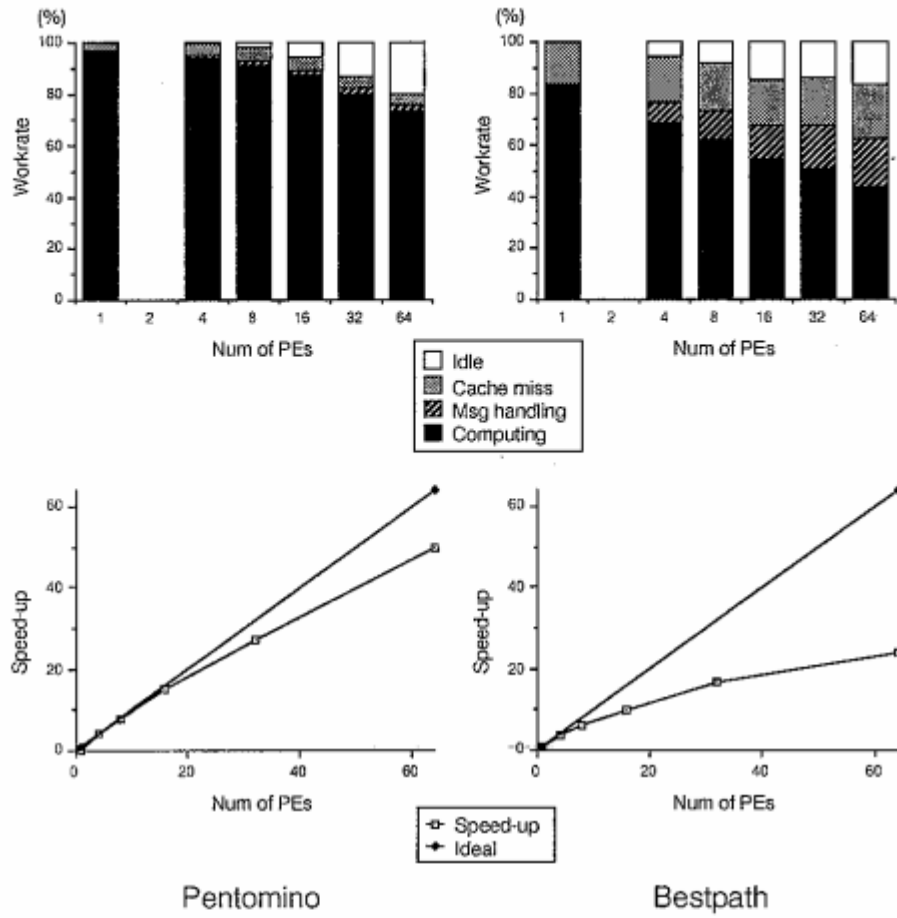 (%)
100
80
60
40
20
0
Workrate
1 2 4 8 16 32 64
Num of PEs
(%)
100
80
60
40
20
0
Workrate
1 2 4 8 16 32 64
Num of PEs
Idle
Cache miss
Msg handling
Computing
60
40
20
0
Speed-up
0 20 40 60
Num of PEs
60
40
20
0
Speed-up
0 20 40 60
Num of PEs
Speed-up
Ideal
Pentomino
Bestpath